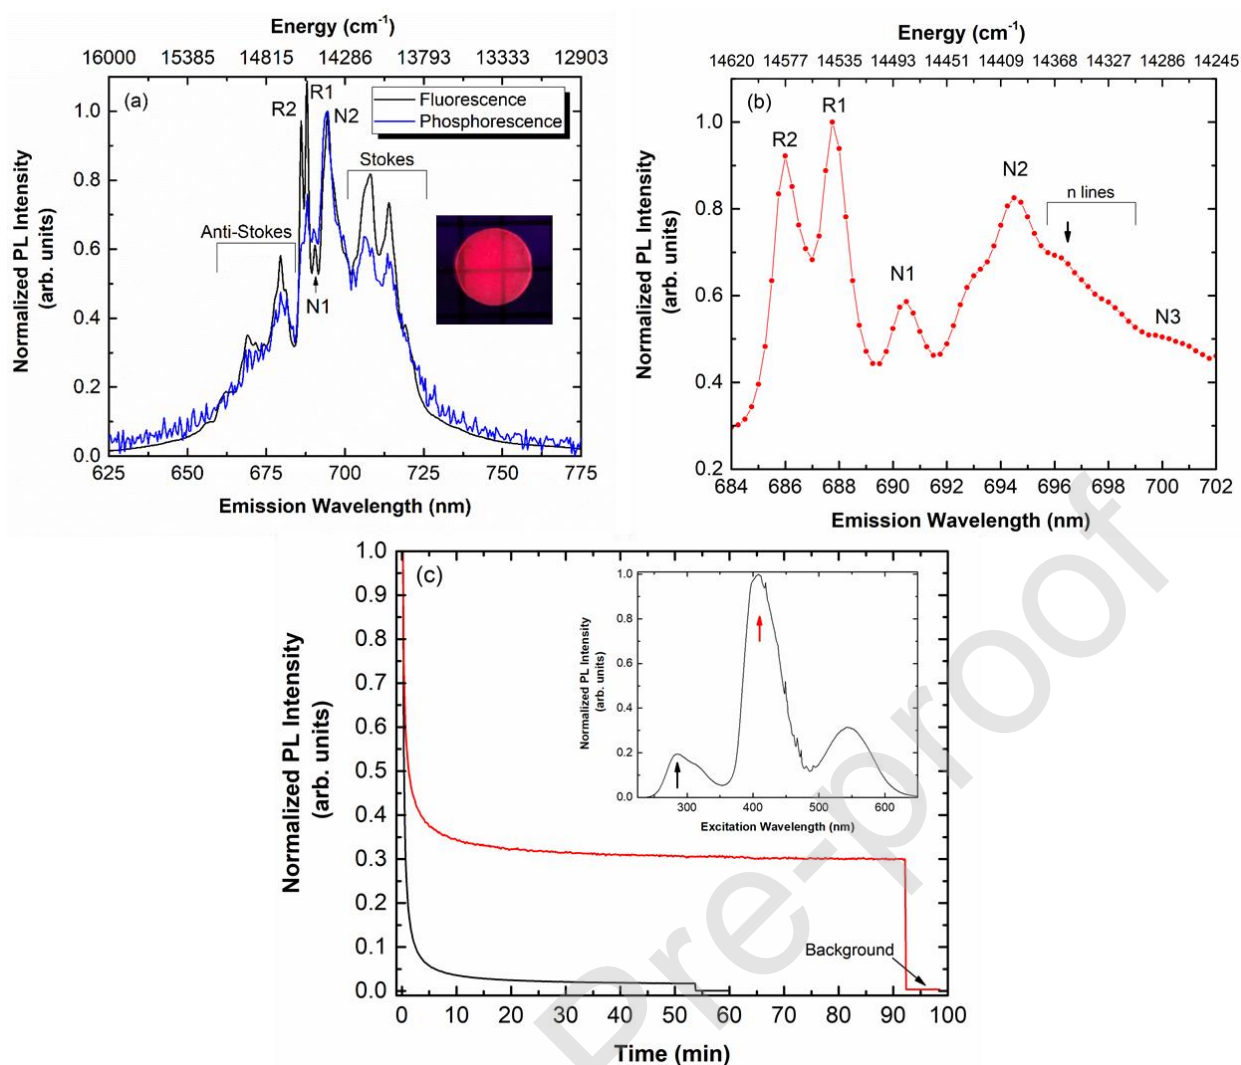 Energy (cm⁻¹)
16000 15385 14815 14286 13793 13333 12903
(a)
R1
R2
N2
Fluorescence
Phosphorescence
Stokes
Anti-Stokes
N1
1.0
0.8
0.6
0.4
0.2
0.0
Normalized PL Intensity
(arb. units)
625 650 675 700 725 750 775
Emission Wavelength (nm)
Energy (cm⁻¹)
14620 14577 14535 14493 14451 14409 14368 14327 14286 14245
(b)
R1
R2
N2
n lines
N1
N3
1.0
0.8
0.6
0.4
0.2
Normalized PL Intensity
(arb. units)
684 686 688 690 692 694 696 698 700 702
Emission Wavelength (nm)
(c)
1.0
0.9
0.8
0.7
0.6
0.5
0.4
0.3
0.2
0.1
0.0
Normalized PL Intensity
(arb. units)
1.0
0.8
0.6
0.4
0.2
0.0
Normalized PL Intensity
(arb. units)
300 400 500 600
Excitation Wavelength (nm)
Background
0 10 20 30 40 50 60 70 80 90 100
Time (min)
Pre-proof